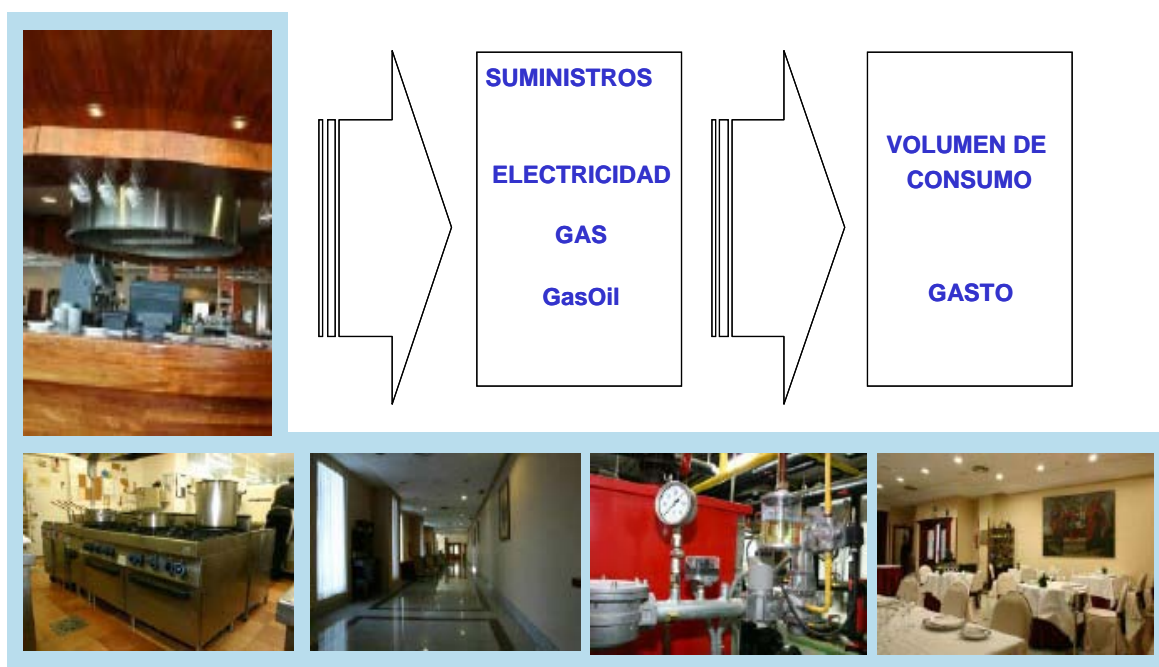 SUMINISTROS
ELECTRICIDAD
GAS
GasOil
VOLUMEN DE
CONSUMO
GASTO